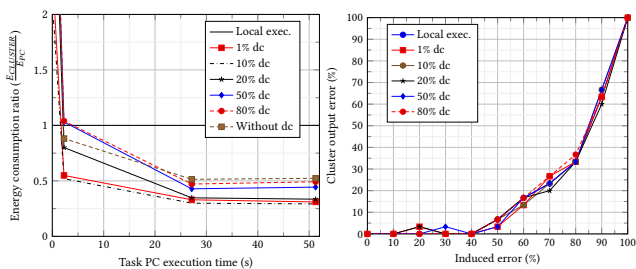 Energy consumption ratio (E_CLUSTER/E_PC)
2
1.5
1
0.5
0
0
10
20
30
40
50
Task PC execution time (s)
Local exec.
1% dc
10% dc
20% dc
50% dc
80% dc
Without dc
Cluster output error (%)
100
90
80
70
60
50
40
30
20
10
0
0
10
20
30
40
50
60
70
80
90
100
Induced error (%)
Local exec.
1% dc
10% dc
20% dc
50% dc
80% dc